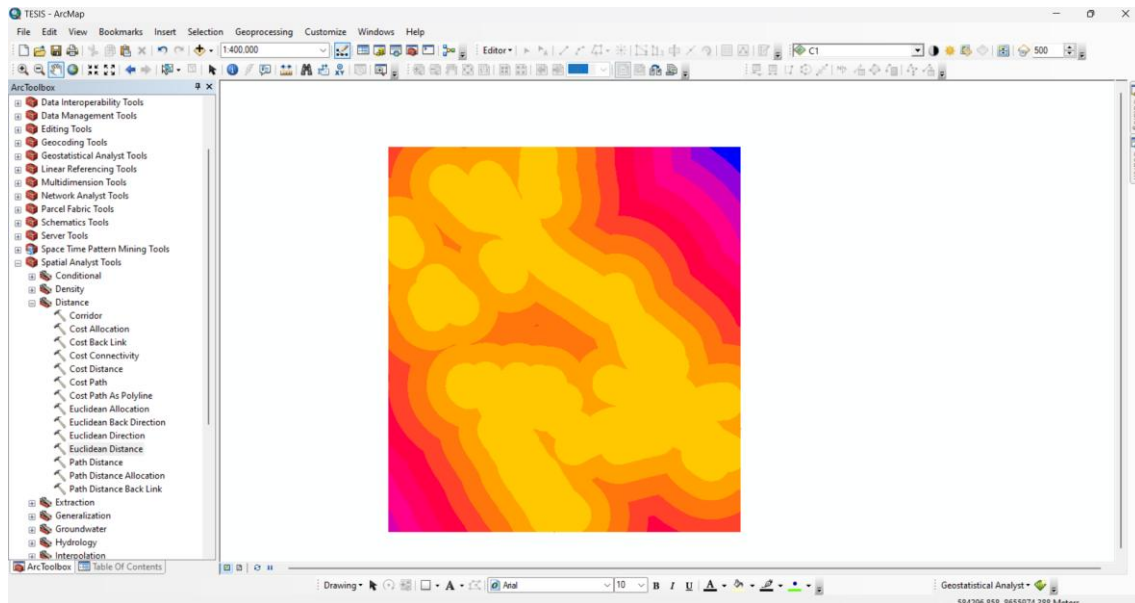 TESIS - ArcMap
File Edit View Bookmarks Insert Selection Geoprocessing Customize Windows Help
1:400.000 Editor C1 500
ArcToolbox
Data Interoperability Tools
Data Management Tools
Editing Tools
Geocoding Tools
Geostatistical Analyst Tools
Linear Referencing Tools
Multidimension Tools
Network Analyst Tools
Parcel Fabric Tools
Schematics Tools
Server Tools
Space Time Pattern Mining Tools
Spatial Analyst Tools
Conditional
Density
Distance
Corridor
Cost Allocation
Cost Back Link
Cost Connectivity
Cost Distance
Cost Path
Cost Path As Polyline
Euclidean Allocation
Euclidean Back Direction
Euclidean Direction
Euclidean Distance
Path Distance
Path Distance Allocation
Path Distance Back Link
Extraction
Generalization
Groundwater
Hydrology
Interpolation
ArcToolbox Table Of Contents
Drawing A Arial 10 B I U A Geostatistical Analyst
584206,858 8655074,388 Meters